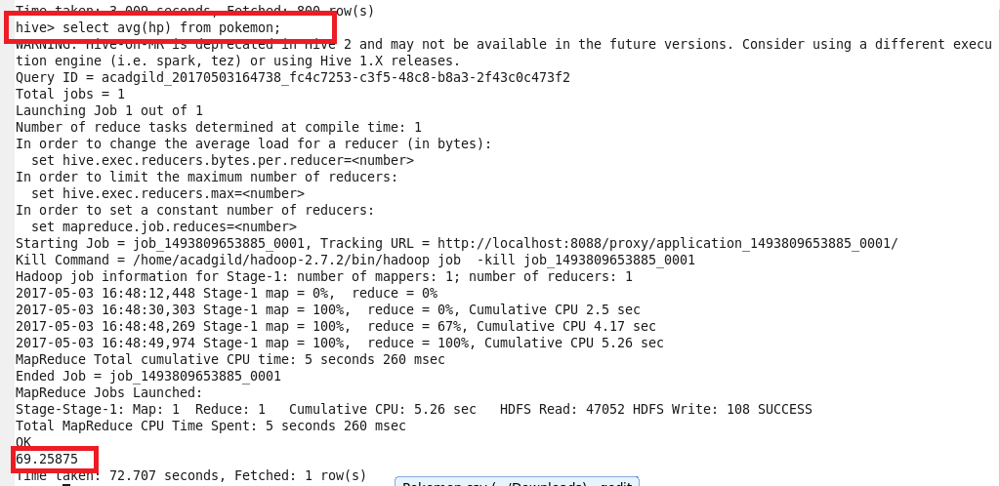 Time taken: 3.009 seconds, Fetched: 800 row(s)
hive> select avg(hp) from pokemon;
WARNING: Hive-on-MR is deprecated in Hive 2 and may not be available in the future versions. Consider using a different execu
tion engine (i.e. spark, tez) or using Hive 1.X releases.
Query ID = acadgild_20170503164738_fc4c7253-c3f5-48c8-b8a3-2f43c0c473f2
Total jobs = 1
Launching Job 1 out of 1
Number of reduce tasks determined at compile time: 1
In order to change the average load for a reducer (in bytes):
  set hive.exec.reducers.bytes.per.reducer=<number>
In order to limit the maximum number of reducers:
  set hive.exec.reducers.max=<number>
In order to set a constant number of reducers:
  set mapreduce.job.reduces=<number>
Starting Job = job_1493809653885_0001, Tracking URL = http://localhost:8088/proxy/application_1493809653885_0001/
Kill Command = /home/acadgild/hadoop-2.7.2/bin/hadoop job  -kill job_1493809653885_0001
Hadoop job information for Stage-1: number of mappers: 1; number of reducers: 1
2017-05-03 16:48:12,448 Stage-1 map = 0%,  reduce = 0%
2017-05-03 16:48:30,303 Stage-1 map = 100%,  reduce = 0%, Cumulative CPU 2.5 sec
2017-05-03 16:48:48,269 Stage-1 map = 100%,  reduce = 67%, Cumulative CPU 4.17 sec
2017-05-03 16:48:49,974 Stage-1 map = 100%,  reduce = 100%, Cumulative CPU 5.26 sec
MapReduce Total cumulative CPU time: 5 seconds 260 msec
Ended Job = job_1493809653885_0001
MapReduce Jobs Launched:
Stage-Stage-1: Map: 1  Reduce: 1   Cumulative CPU: 5.26 sec   HDFS Read: 47052 HDFS Write: 108 SUCCESS
Total MapReduce CPU Time Spent: 5 seconds 260 msec
OK
69.25875
Time taken: 72.707 seconds, Fetched: 1 row(s)
Pokemon.csv (~/Downloads) - gedit